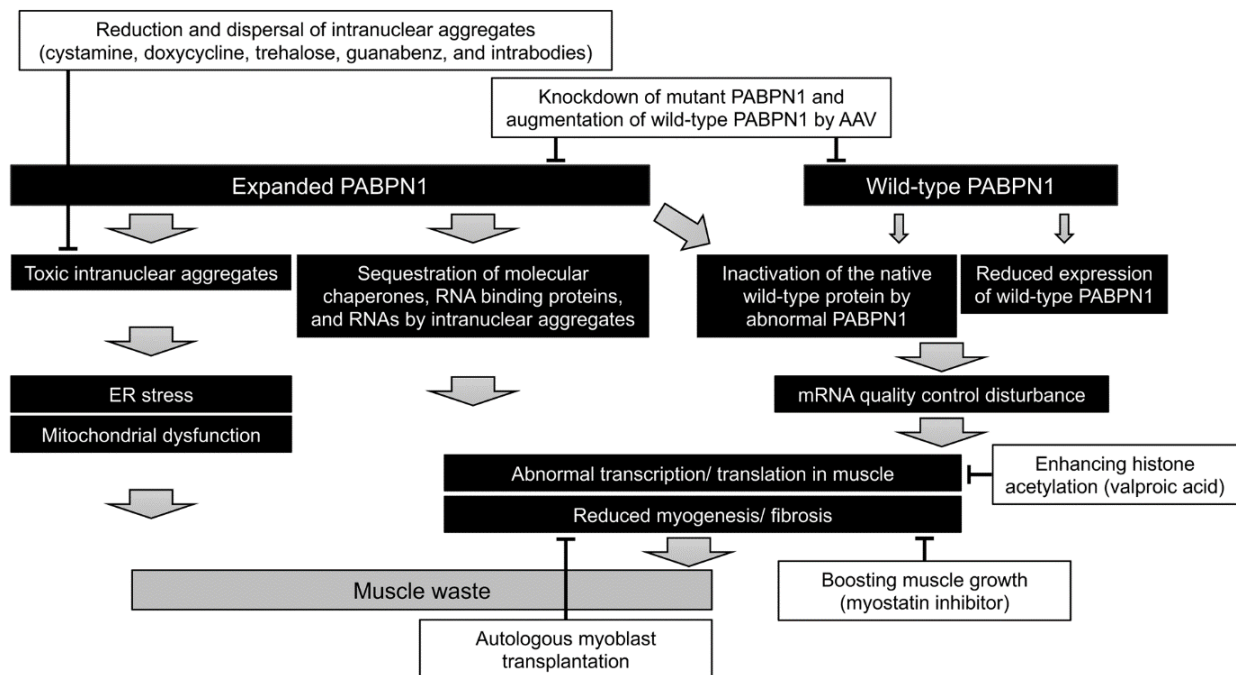 Reduction and dispersal of intranuclear aggregates
(cystamine, doxycycline, trehalose, guanabenz, and intrabodies)
Knockdown of mutant PABPN1 and
augmentation of wild-type PABPN1 by AAV
Expanded PABPN1
Wild-type PABPN1
Toxic intranuclear aggregates
Sequestration of molecular
chaperones, RNA binding proteins,
and RNAs by intranuclear aggregates
Inactivation of the native
wild-type protein by
abnormal PABPN1
Reduced expression
of wild-type PABPN1
ER stress
Mitochondrial dysfunction
mRNA quality control disturbance
Abnormal transcription/ translation in muscle
Reduced myogenesis/ fibrosis
Enhancing histone
acetylation (valproic acid)
Muscle waste
Boosting muscle growth
(myostatin inhibitor)
Autologous myoblast
transplantation